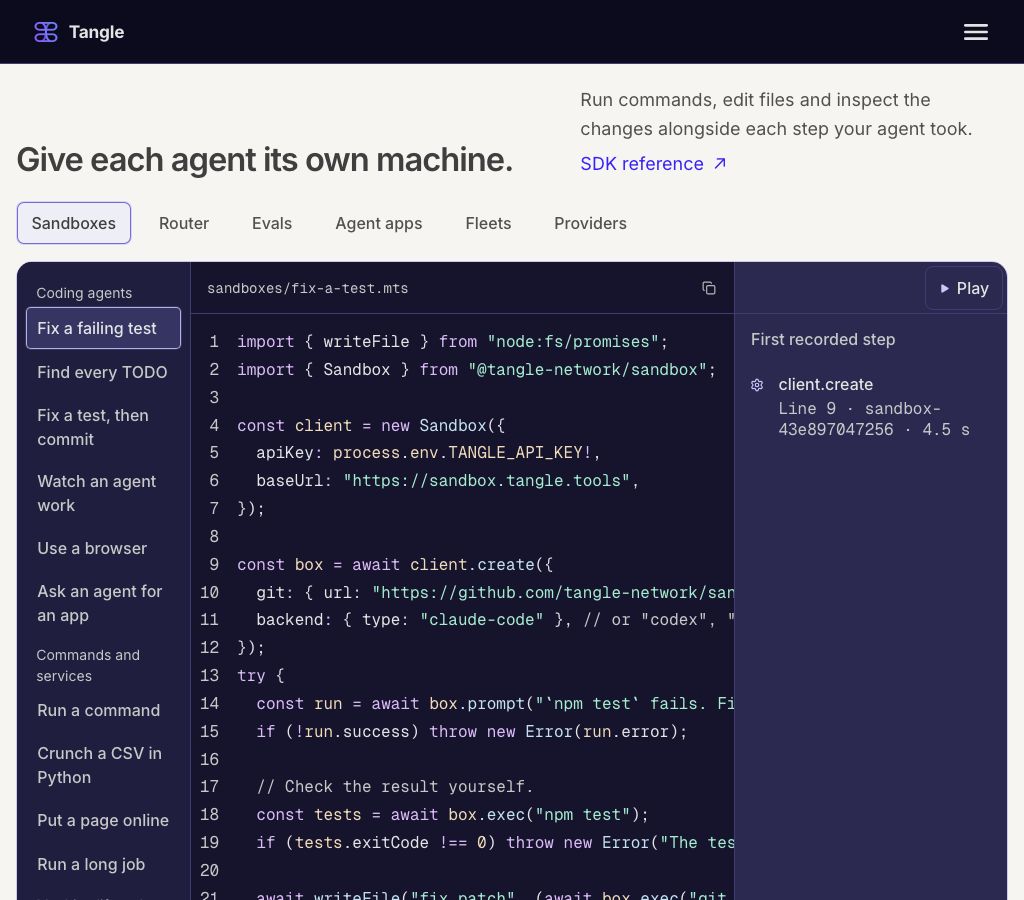 Tangle
Run commands, edit files and inspect the
changes alongside each step your agent took.
SDK reference ↗
Give each agent its own machine.
Sandboxes
Router
Evals
Agent apps
Fleets
Providers
Coding agents
Fix a failing test
Find every TODO
Fix a test, then
commit
Watch an agent
work
Use a browser
Ask an agent for
an app
Commands and
services
Run a command
Crunch a CSV in
Python
Put a page online
Run a long job
sandboxes/fix-a-test.mts
1 import { writeFile } from "node:fs/promises";
2 import { Sandbox } from "@tangle-network/sandbox";
3
4 const client = new Sandbox({
5 apiKey: process.env.TANGLE_API_KEY!,
6 baseUrl: "https://sandbox.tangle.tools",
7 });
8
9 const box = await client.create({
10 git: { url: "https://github.com/tangle-network/san
11 backend: { type: "claude-code" }, // or "codex", "
12 });
13 try {
14 const run = await box.prompt("`npm test` fails. Fi
15 if (!run.success) throw new Error(run.error);
16
17 // Check the result yourself.
18 const tests = await box.exec("npm test");
19 if (tests.exitCode !== 0) throw new Error("The tes
20
21 await writeFile("fix.patch", (await box.exec("git
Play
First recorded step
client.create
Line 9 · sandbox-
43e897047256 · 4.5 s